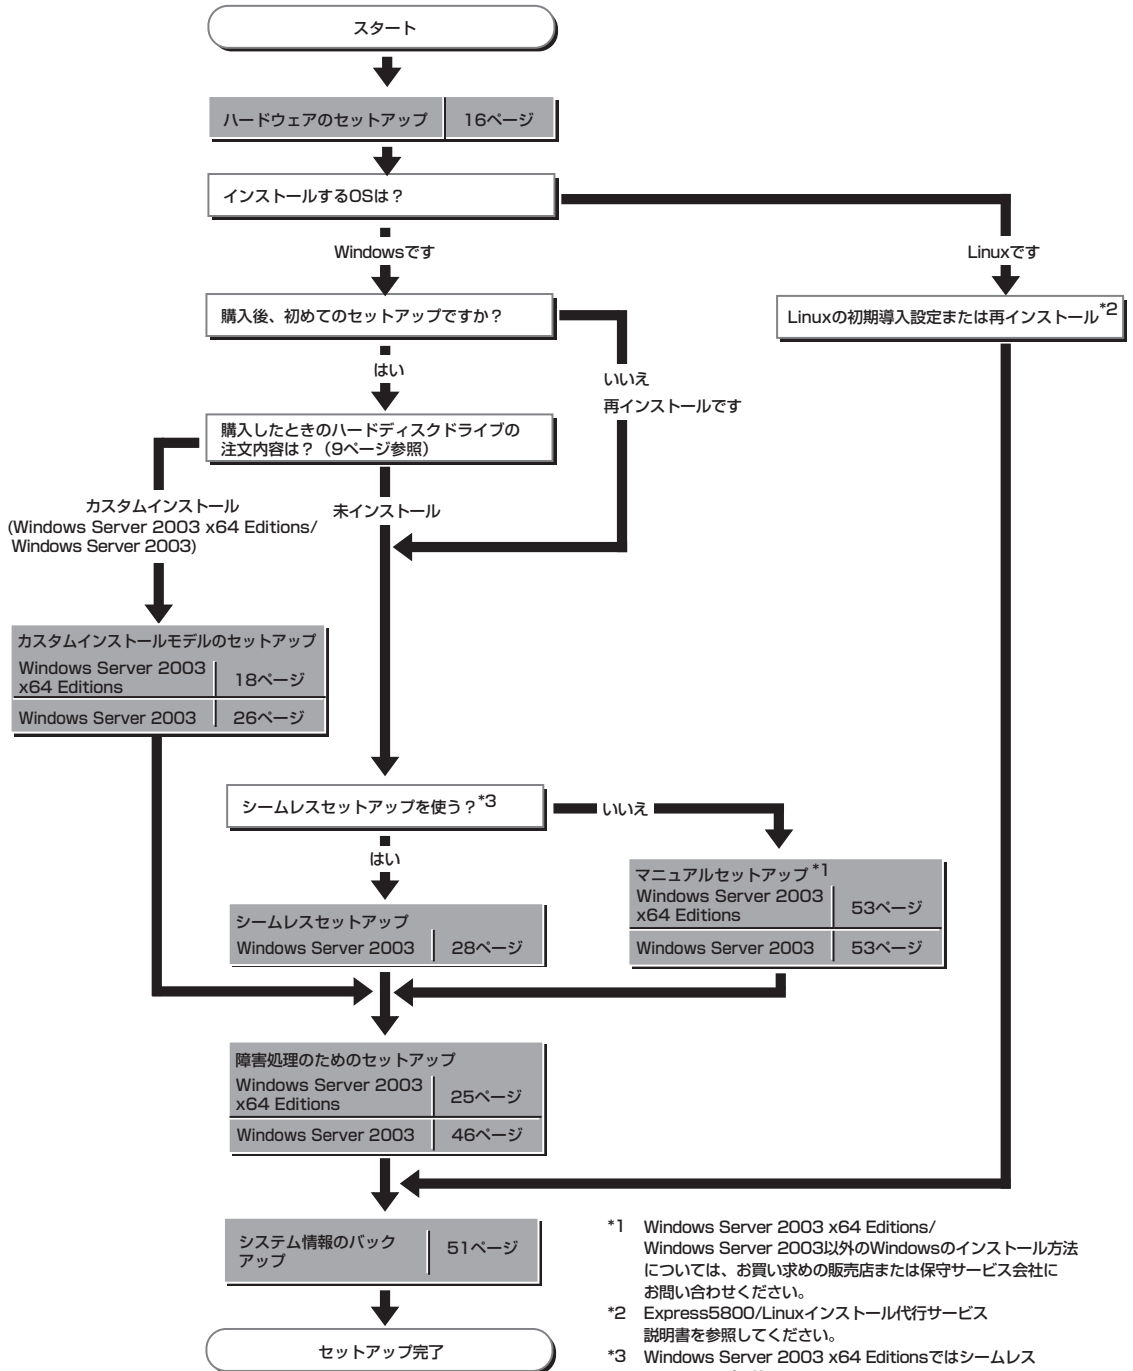 スタート
ハードウェアのセットアップ 16ページ
インストールするOSは？
Windowsです
Linuxです
購入後、初めてのセットアップですか？
Linuxの初期導入設定または再インストール*2
はい
いいえ
再インストールです
購入したときのハードディスクドライブの
注文内容は？（9ページ参照）
カスタムインストール
(Windows Server 2003 x64 Editions/
Windows Server 2003)
未インストール
カスタムインストールモデルのセットアップ
Windows Server 2003
x64 Editions 18ページ
Windows Server 2003 26ページ
シームレスセットアップを使う？*3
いいえ
はい
マニュアルセットアップ*1
Windows Server 2003
x64 Editions 53ページ
Windows Server 2003 53ページ
シームレスセットアップ
Windows Server 2003 28ページ
障害処理のためのセットアップ
Windows Server 2003
x64 Editions 25ページ
Windows Server 2003 46ページ
システム情報のバック
アップ 51ページ
セットアップ完了
*1 Windows Server 2003 x64 Editions/
Windows Server 2003以外のWindowsのインストール方法
については、お買い求めの販売店または保守サービス会社に
お問い合わせください。
*2 Express5800/Linuxインストール代行サービス
説明書を参照してください。
*3 Windows Server 2003 x64 Editionsではシームレス